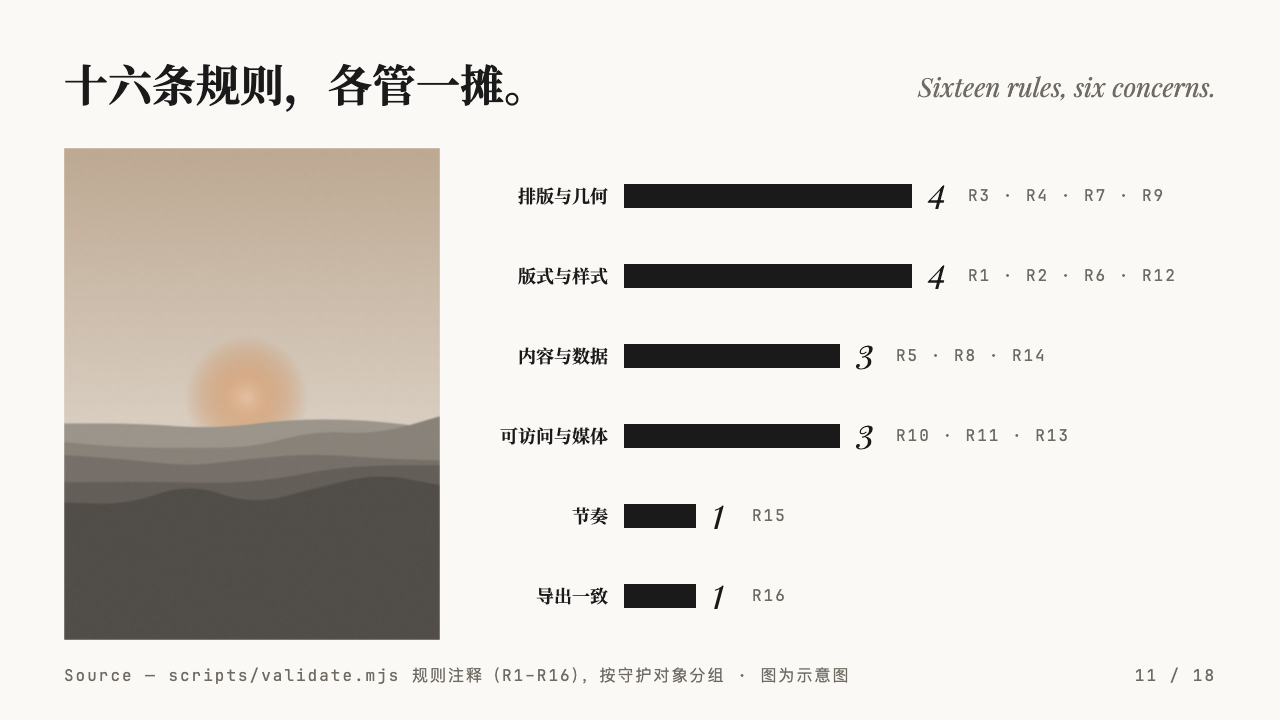 十六条规则，各管一摊。
Sixteen rules, six concerns.
排版与几何 4 R3 · R4 · R7 · R9
版式与样式 4 R1 · R2 · R6 · R12
内容与数据 3 R5 · R8 · R14
可访问与媒体 3 R10 · R11 · R13
节奏 1 R15
导出一致 1 R16
Source — scripts/validate.mjs 规则注释（R1–R16），按守护对象分组 · 图为示意图
11 / 18